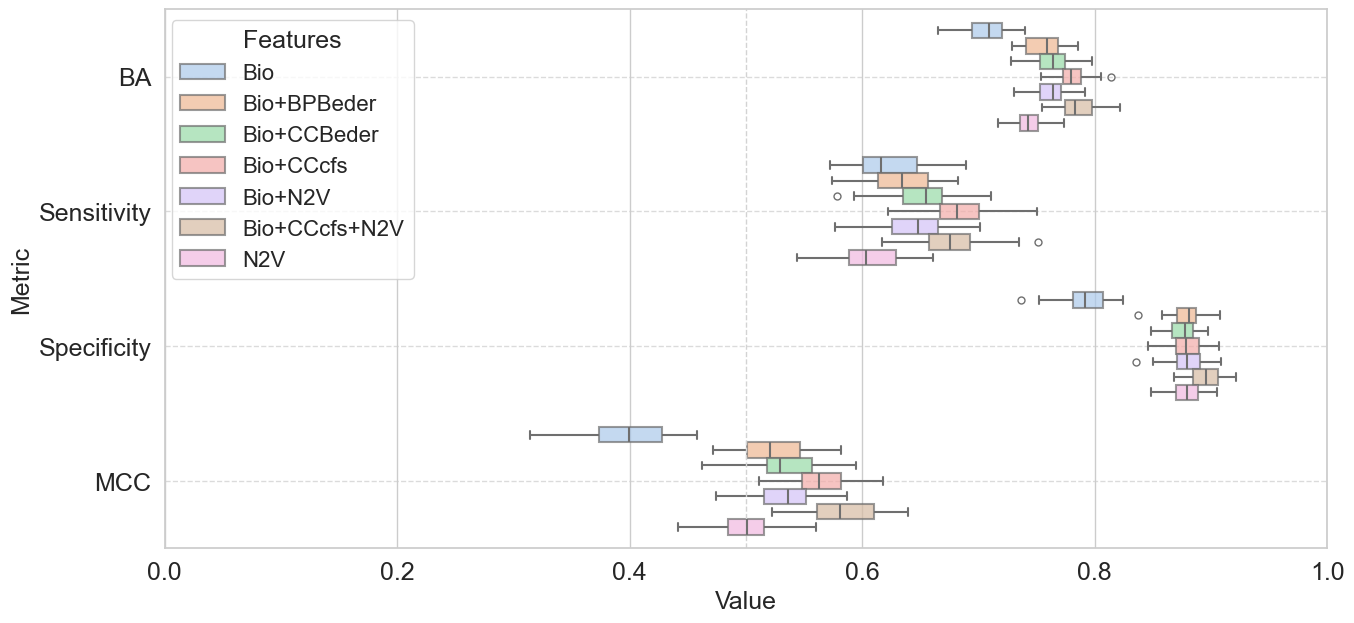 Features
Bio
Bio+BPBeder
Bio+CCBeder
Bio+CCcfs
Bio+N2V
Bio+CCcfs+N2V
N2V
Metric
BA
Sensitivity
Specificity
MCC
0.0 0.2 0.4 0.6 0.8 1.0
Value